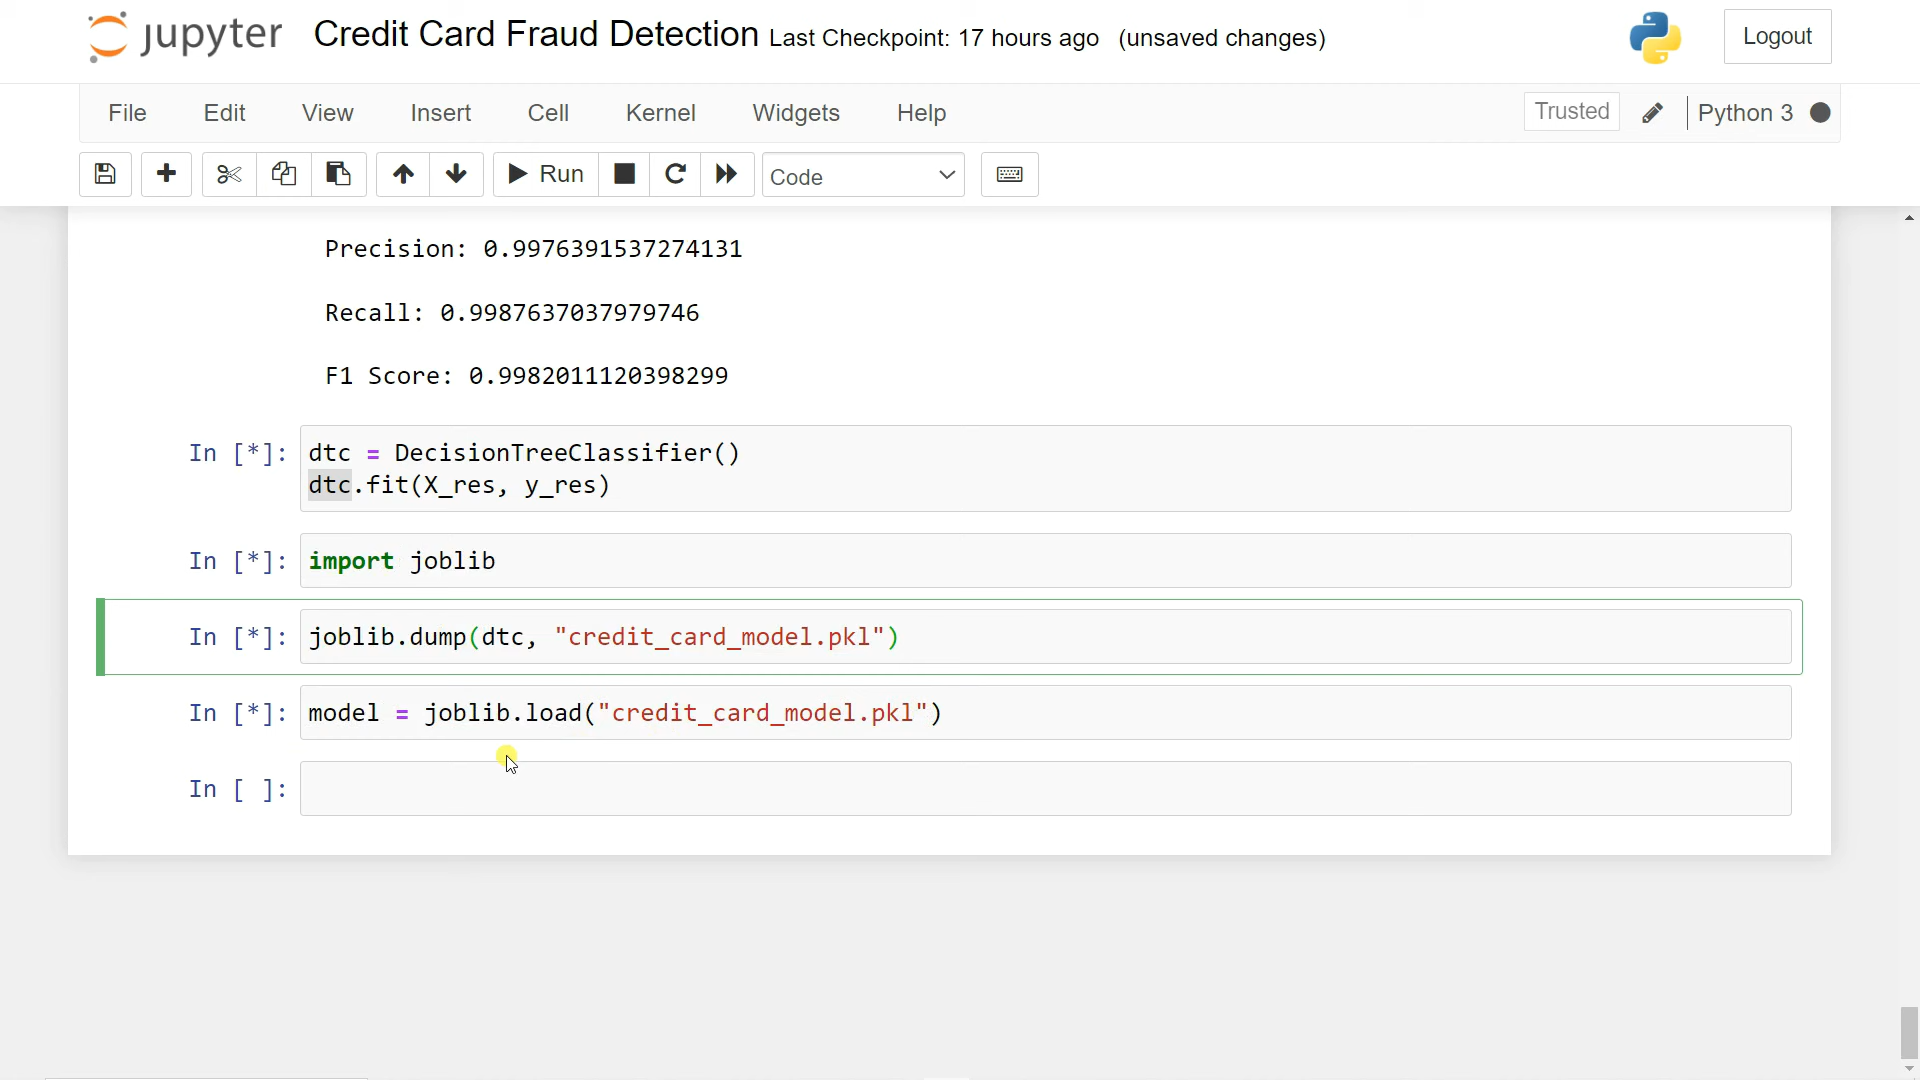 jupyter Credit Card Fraud Detection Last Checkpoint: 17 hours ago (unsaved changes) Logout
File Edit View Insert Cell Kernel Widgets Help Trusted Python 3
Run Code
Precision: 0.9976391537274131
Recall: 0.9987637037979746
F1 Score: 0.9982011120398299
In [*]: dtc = DecisionTreeClassifier()
dtc.fit(X_res, y_res)
In [*]: import joblib
In [*]: joblib.dump(dtc, "credit_card_model.pkl")
In [*]: model = joblib.load("credit_card_model.pkl")
In [ ]: